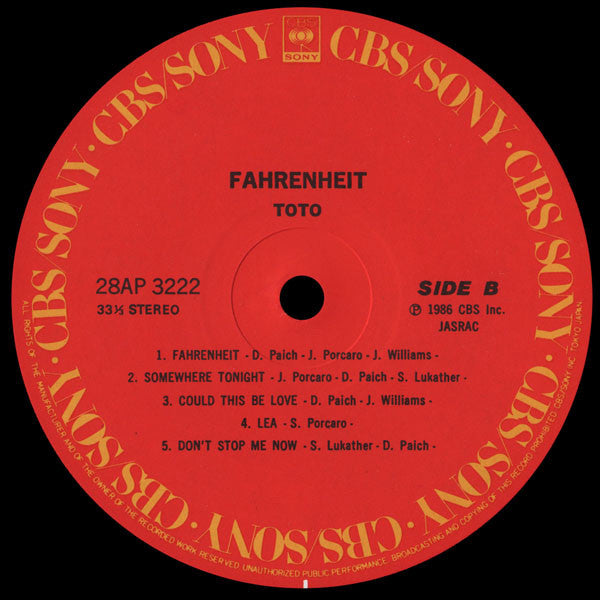 CBS
SONY
CBS/SONY · CBS/SONY · CBS/SONY · CBS/SONY · CBS/SONY · CBS/SONY · CBS/SONY · CBS/SONY ·
FAHRENHEIT
TOTO
28AP 3222
33⅓ STEREO
SIDE B
℗ 1986 CBS Inc.
JASRAC
1. FAHRENHEIT - D. Paich - J. Porcaro - J. Williams -
2. SOMEWHERE TONIGHT - J. Porcaro - D. Paich - S. Lukather -
3. COULD THIS BE LOVE - D. Paich - J. Williams -
4. LEA - S. Porcaro -
5. DON'T STOP ME NOW - S. Lukather - D. Paich -
ALL RIGHTS OF THE MANUFACTURER AND OF THE OWNER OF THE RECORDED WORK RESERVED UNAUTHORIZED PUBLIC PERFORMANCE, BROADCASTING AND COPYING OF THIS RECORD PROHIBITED CBS/SONY INC. TOKYO JAPAN